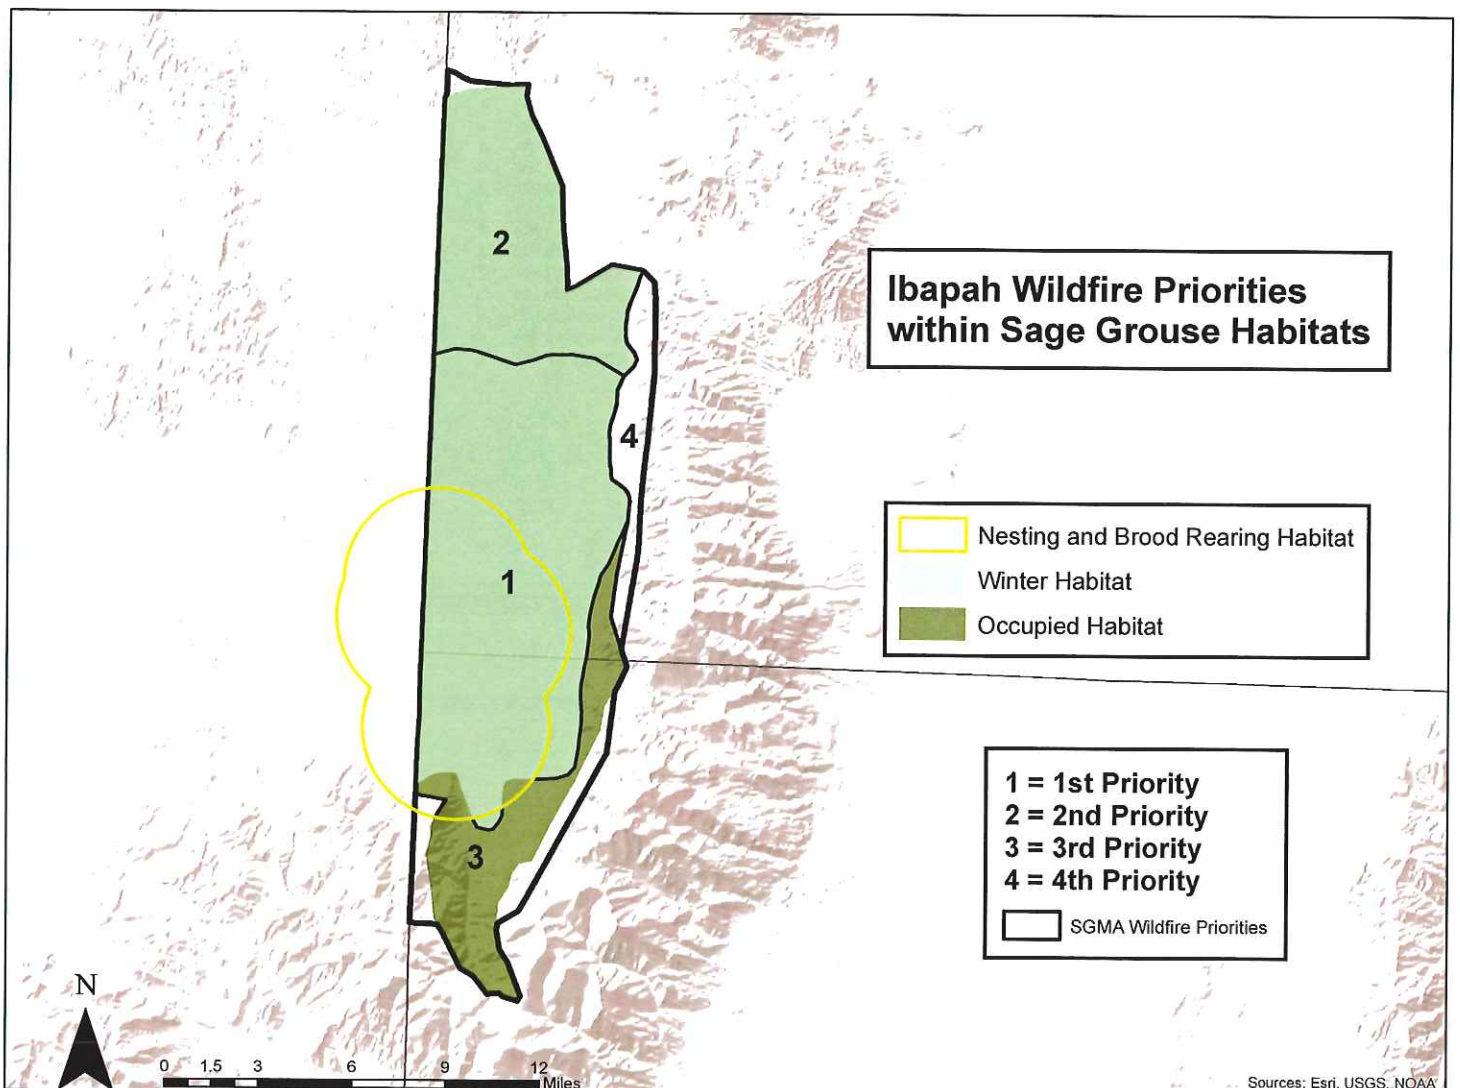 2
Ibapah Wildfire Priorities
within Sage Grouse Habitats
4
Nesting and Brood Rearing Habitat
1
Winter Habitat
Occupied Habitat
1 = 1st Priority
2 = 2nd Priority
3 = 3rd Priority
4 = 4th Priority
SGMA Wildfire Priorities
3
N
0 1.5 3 6 9 12
Miles
Sources: Esri, USGS, NOAA